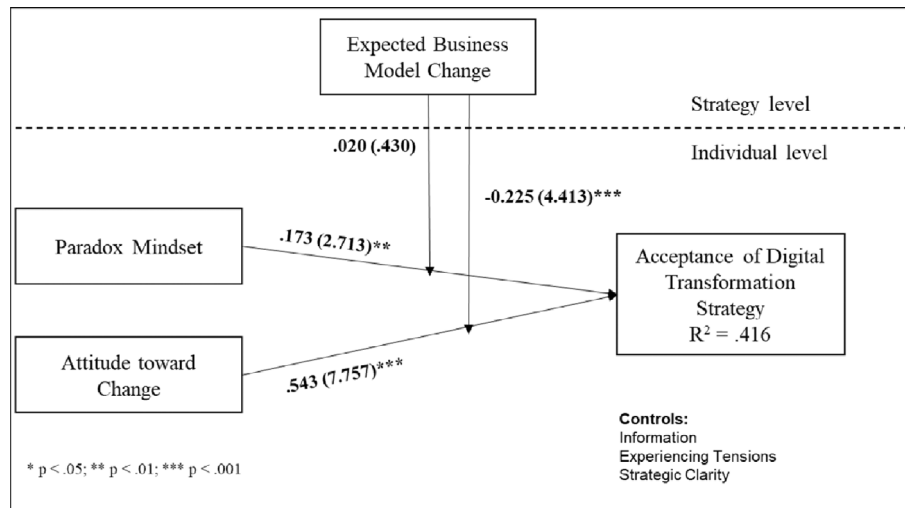 Expected Business
Model Change
Strategy level
.020 (.430)
Individual level
-0.225 (4.413)***
Paradox Mindset
.173 (2.713)**
Acceptance of Digital
Transformation
Strategy
R² = .416
Attitude toward
Change
.543 (7.757)***
Controls:
Information
Experiencing Tensions
Strategic Clarity
* p < .05; ** p < .01; *** p < .001